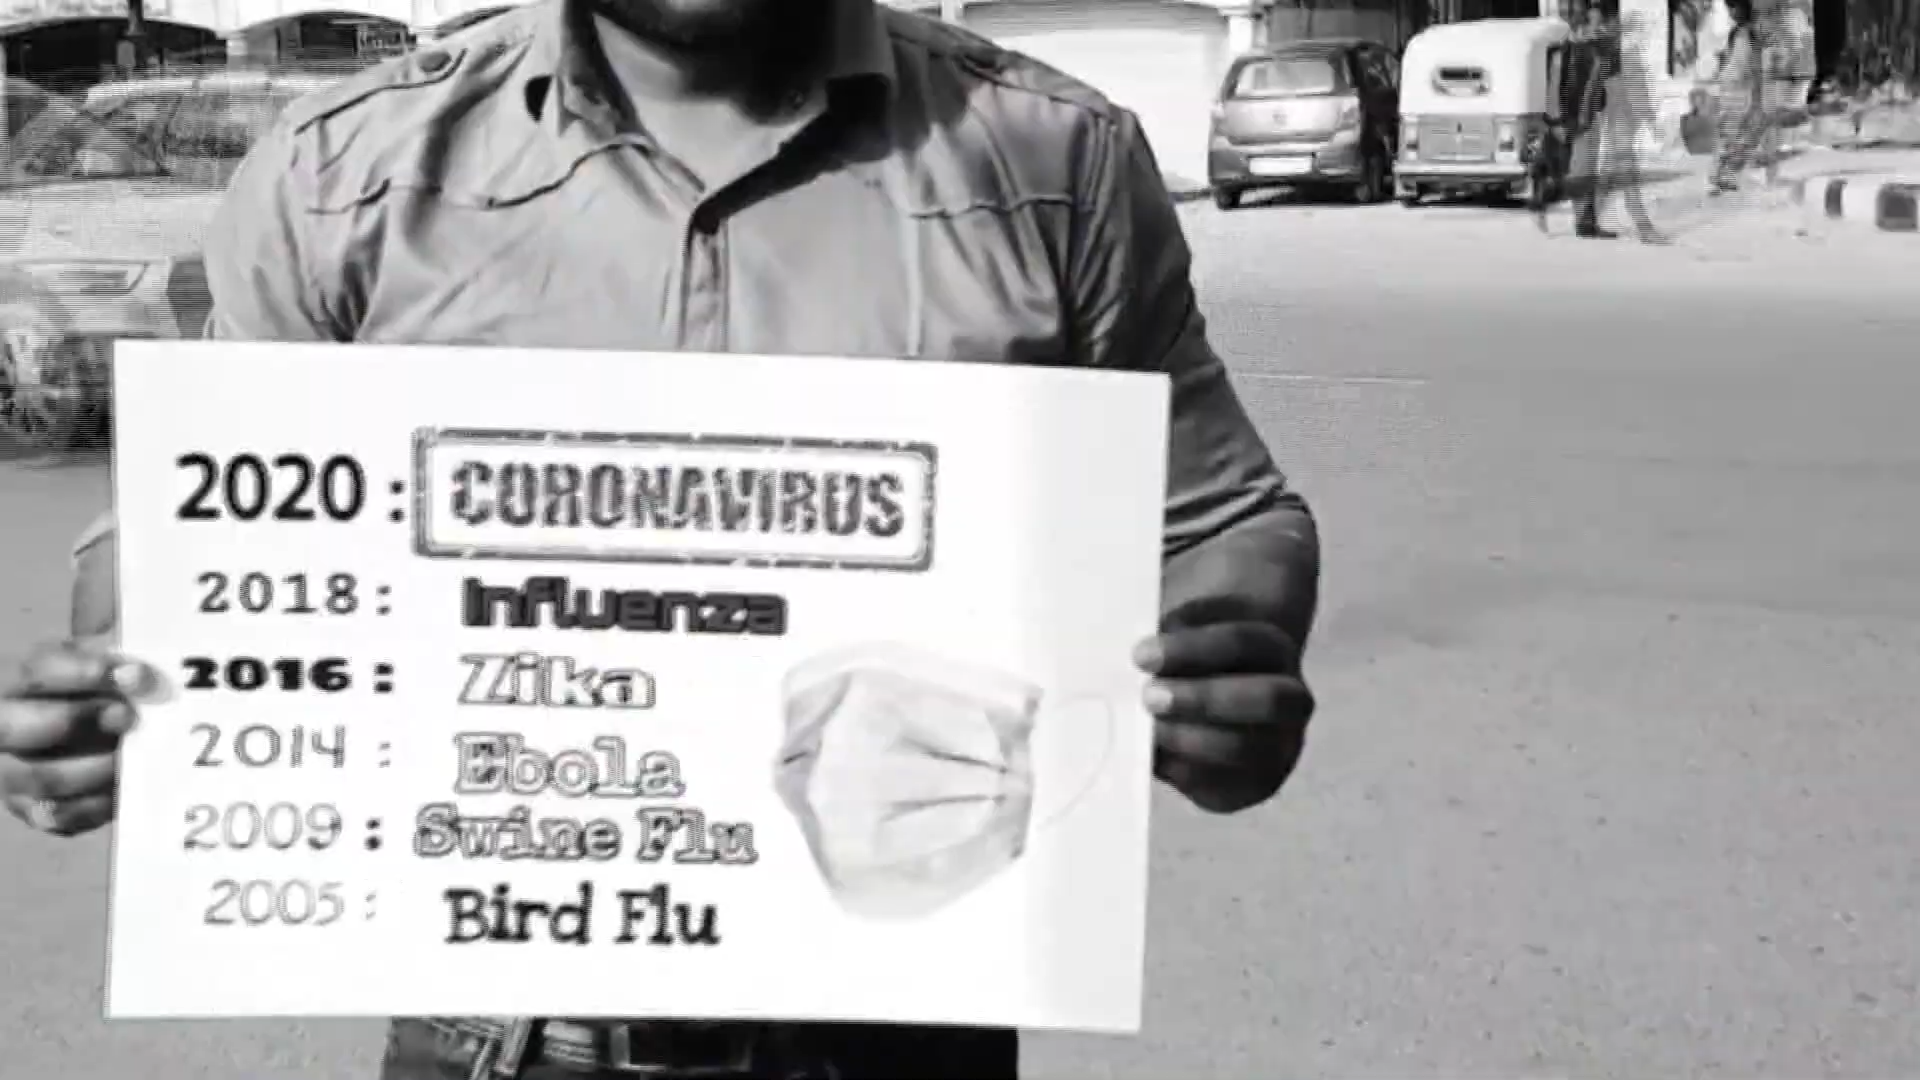 2020 : CORONAVIRUS
2018 : Influenza
2016 : Zika
2014 : Ebola
2009 : Swine Flu
2005 : Bird Flu